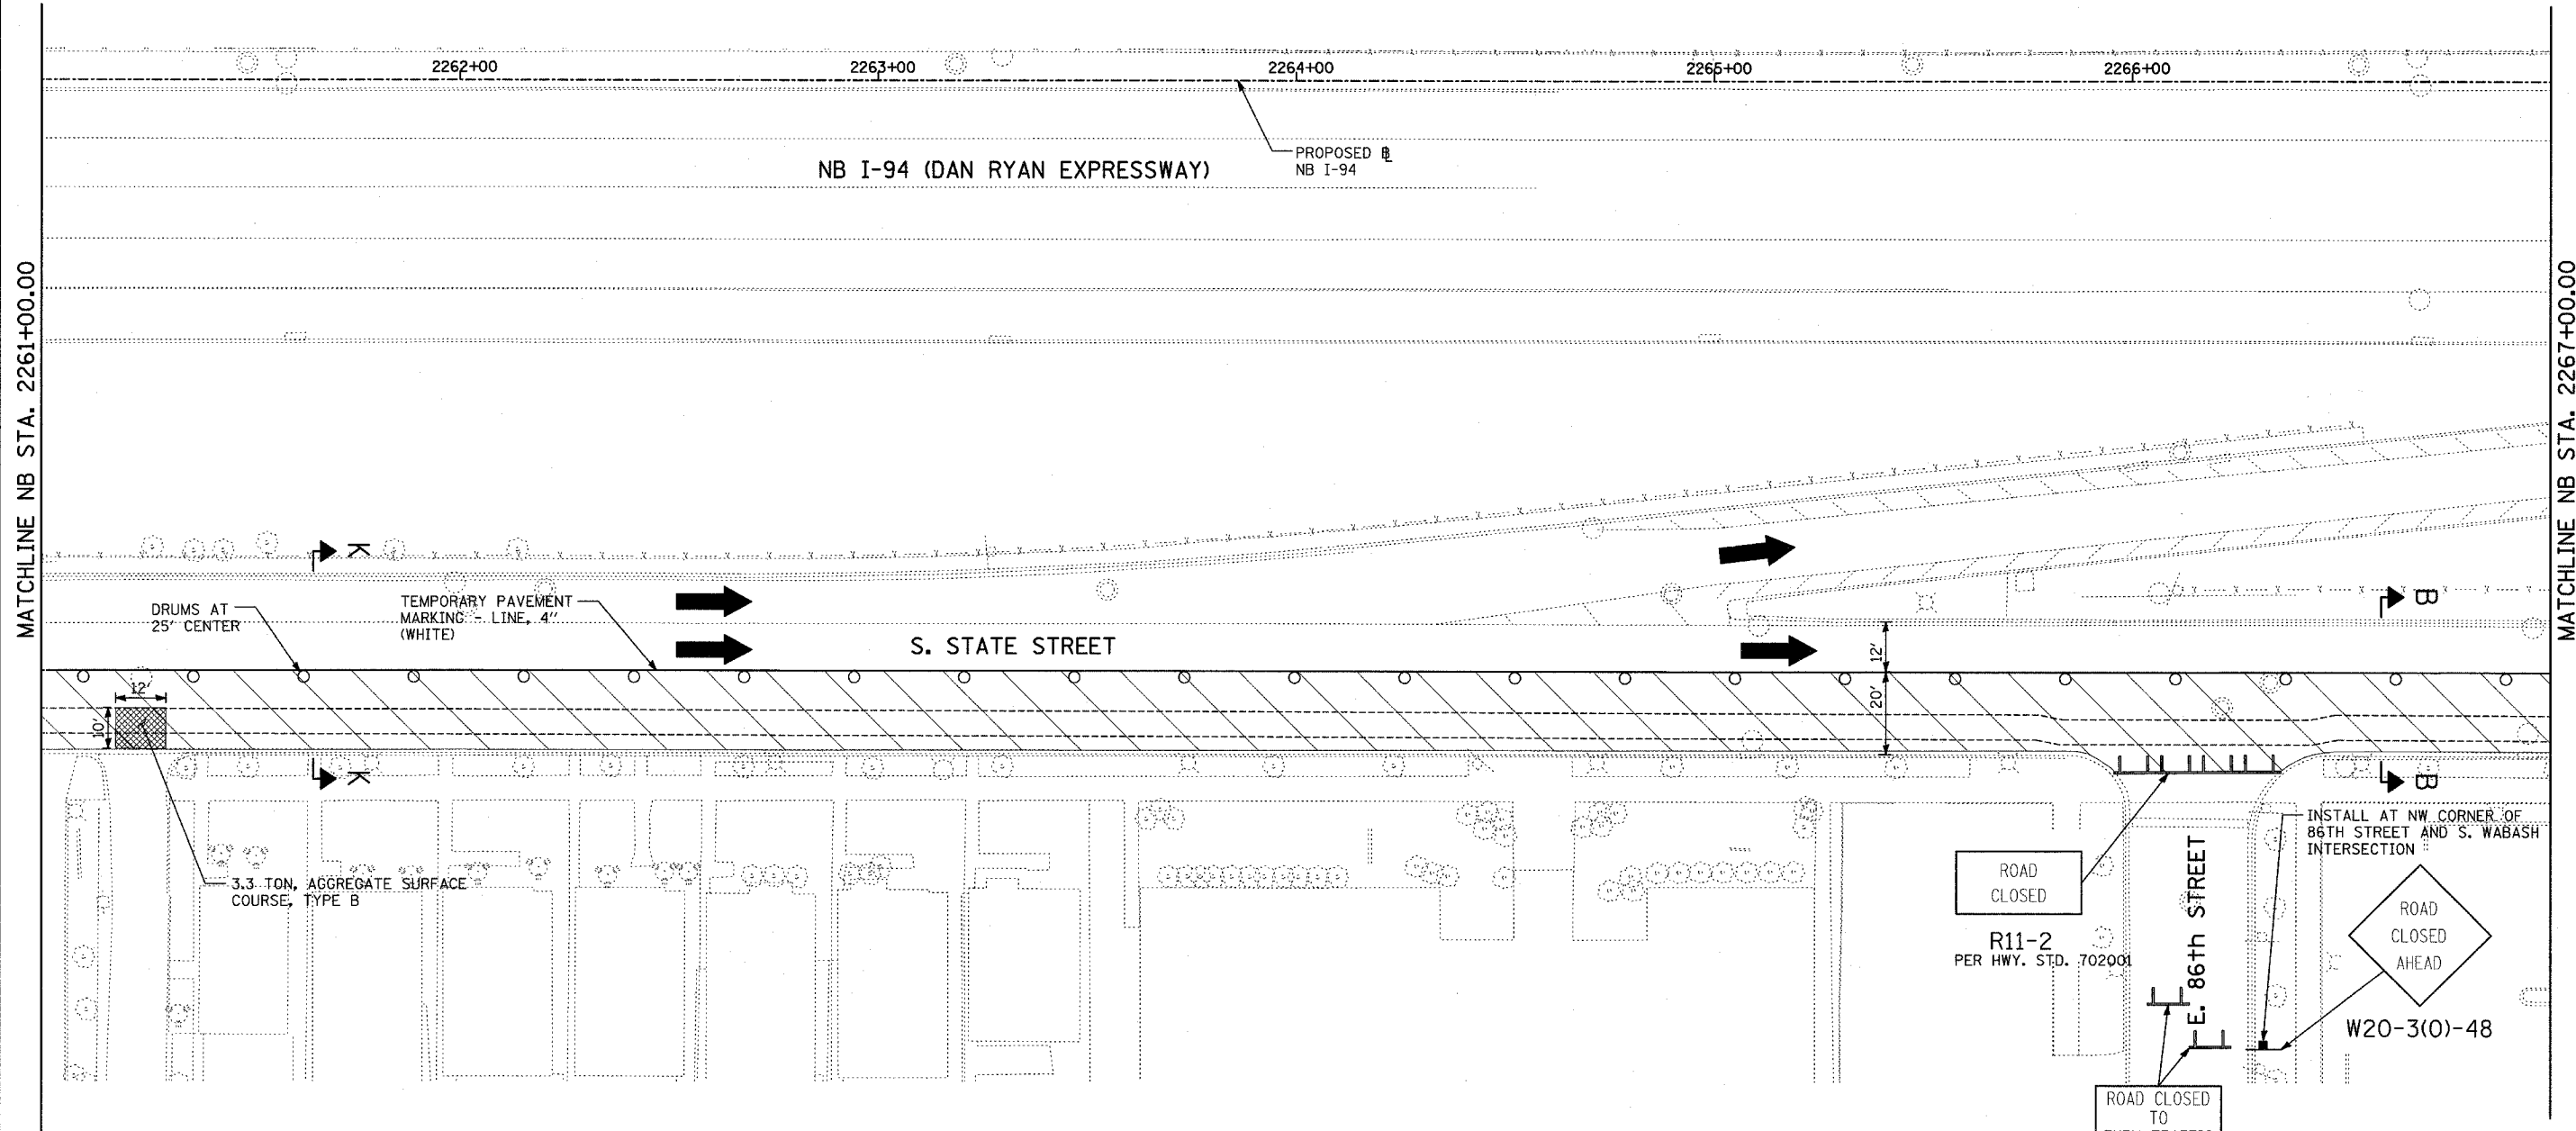 2262+00
2263+00
2264+00
2265+00
2266+00
NB I-94 (DAN RYAN EXPRESSWAY)
PROPOSED ℄
NB I-94
MATCHLINE NB STA. 2261+00.00
MATCHLINE NB STA. 2267+00.00
K
DRUMS AT
25' CENTER
TEMPORARY PAVEMENT
MARKING - LINE, 4"
(WHITE)
S. STATE STREET
B
12'
12'
20'
10'
K
B
3.3 TON, AGGREGATE SURFACE
COURSE, TYPE B
INSTALL AT NW CORNER OF
86TH STREET AND S. WABASH
INTERSECTION
ROAD
CLOSED
R11-2
PER HWY. STD. 702001
E. 86th STREET
ROAD
CLOSED
AHEAD
W20-3(O)-48
ROAD CLOSED
TO